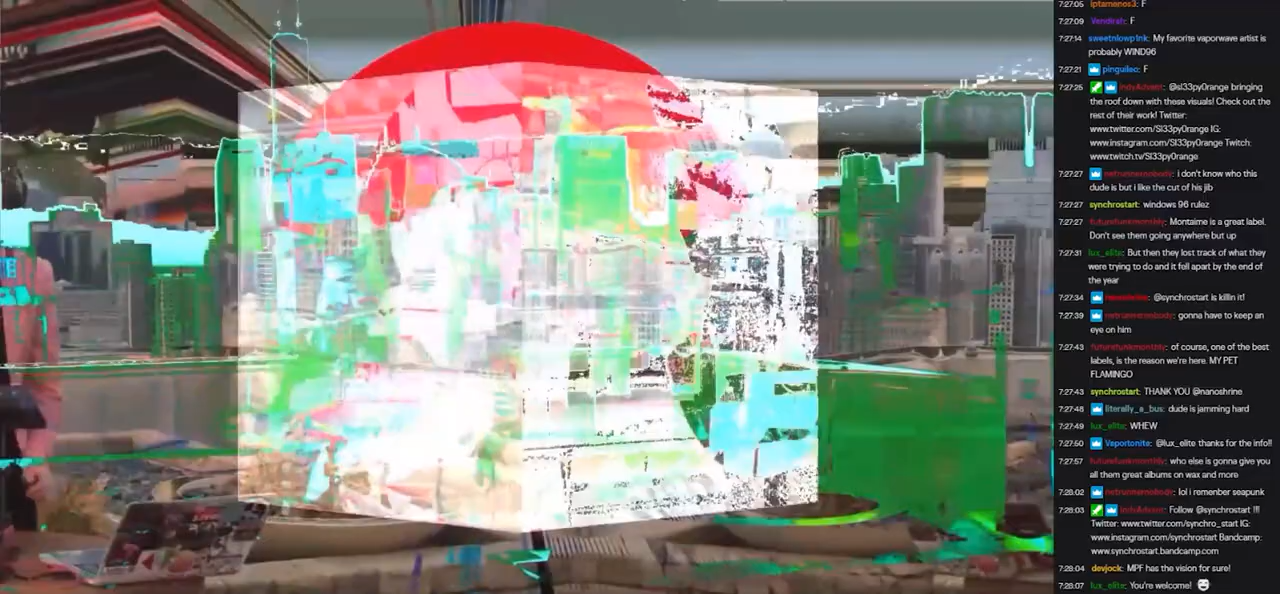 7:27:05 iptamenos3: F
7:27:09 Vendirah: F
7:27:14 sweetnlowp1nk: My favorite vaporwave artist is
probably WIND96
7:27:21 pinguileo: F
7:27:25 IndyAdvant: @sl33py0range bringing
the roof down with these visuals! Check out the
rest of their work! Twitter:
www.twitter.com/Sl33py0range IG:
www.instagram.com/Sl33py0range Twitch:
www.twitch.tv/Sl33py0range
7:27:27 netrunnernobody: i don't know who this
dude is but i like the cut of his jib
7:27:27 synchrostart: windows 96 rulez
7:27:27 futurefunkmonthly: Montaime is a great label.
Don't see them going anywhere but up
7:27:31 lux_elite: But then they lost track of what they
were trying to do and it fell apart by the end of
the year
7:27:34 @synchrostart is killin it!
7:27:39 netrunnernobody: gonna have to keep an
eye on him
7:27:43 futurefunkmonthly: of course, one of the best
labels, is the reason we're here. MY PET
FLAMINGO
7:27:43 synchrostart: THANK YOU @nanoshrine
7:27:48 literally_a_bus: dude is jamming hard
7:27:49 lux_elite: WHEW
7:27:50 Veportonite: @lux_elite thanks for the info!!
7:27:57 futurefunkmonthly: who else is gonna give you
all them great albums on wax and more
7:28:02 netrunnernobody: lol i remenber seapunk
7:28:03 IndyAdvant: Follow @synchrostart !!!
Twitter: www.twitter.com/synchro_start IG:
www.instagram.com/synchrostart Bandcamp:
www.synchrostart.bandcamp.com
7:28:04 devjock: MPF has the vision for sure!
7:28:07 lux_elite: You're welcome!